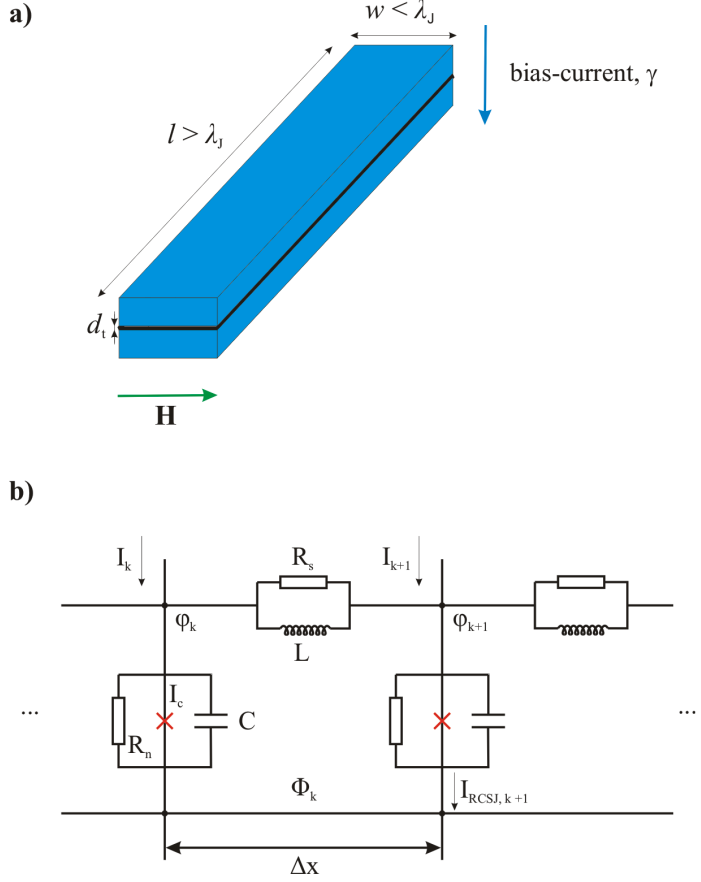 a)
w < λJ
bias-current, γ
l > λJ
dt
H
b)
Ik
Rs
Ik+1
φk
φk+1
L
Ic
C
Rn
...
...
Φk
IRCSJ, k+1
Δx